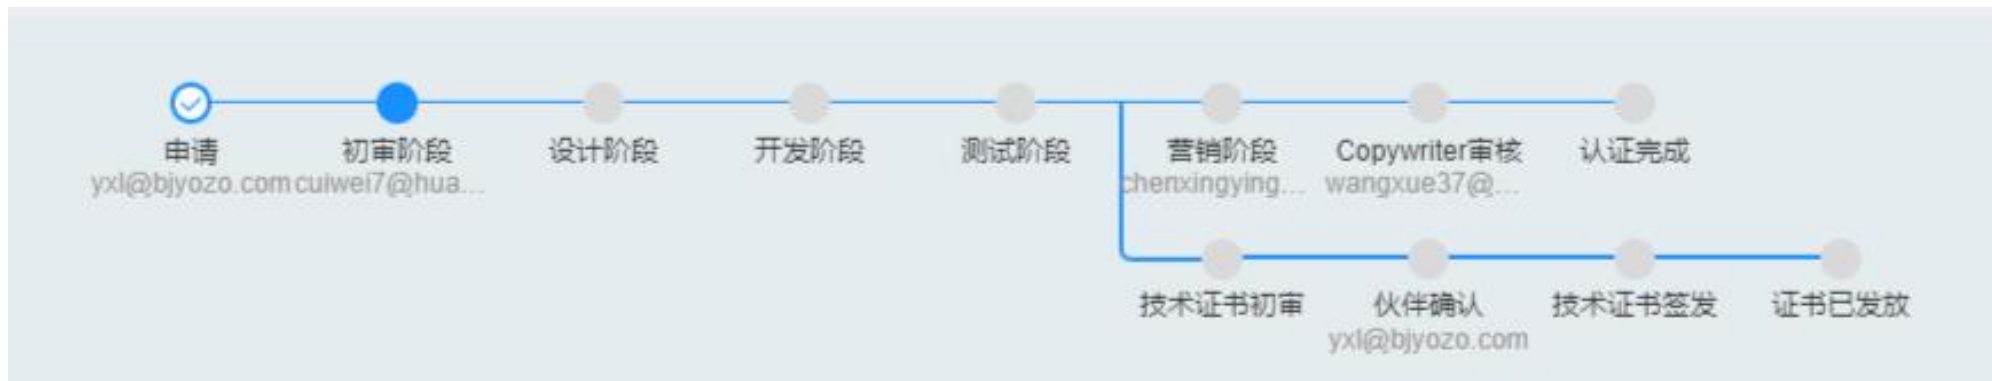 申请 初审阶段 设计阶段 开发阶段 测试阶段 营销阶段 Copywriter审核 认证完成
yxl@bjyozo.com cuiwei7@hua... chenxingying... wangxue37@...
技术证书初审 伙伴确认 技术证书签发 证书已发放
yxl@bjyozo.com